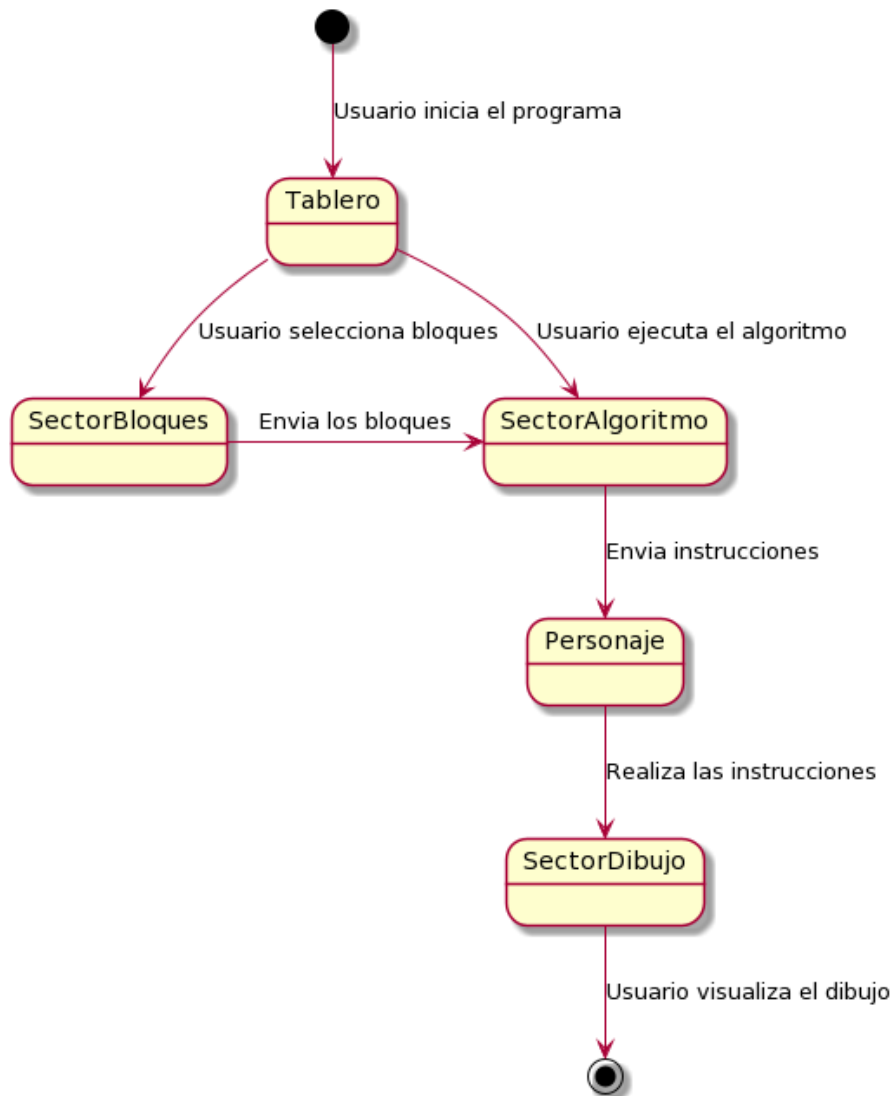 Usuario inicia el programa
Tablero
Usuario selecciona bloques
Usuario ejecuta el algoritmo
SectorBloques
Envia los bloques
SectorAlgoritmo
Envia instrucciones
Personaje
Realiza las instrucciones
SectorDibujo
Usuario visualiza el dibujo